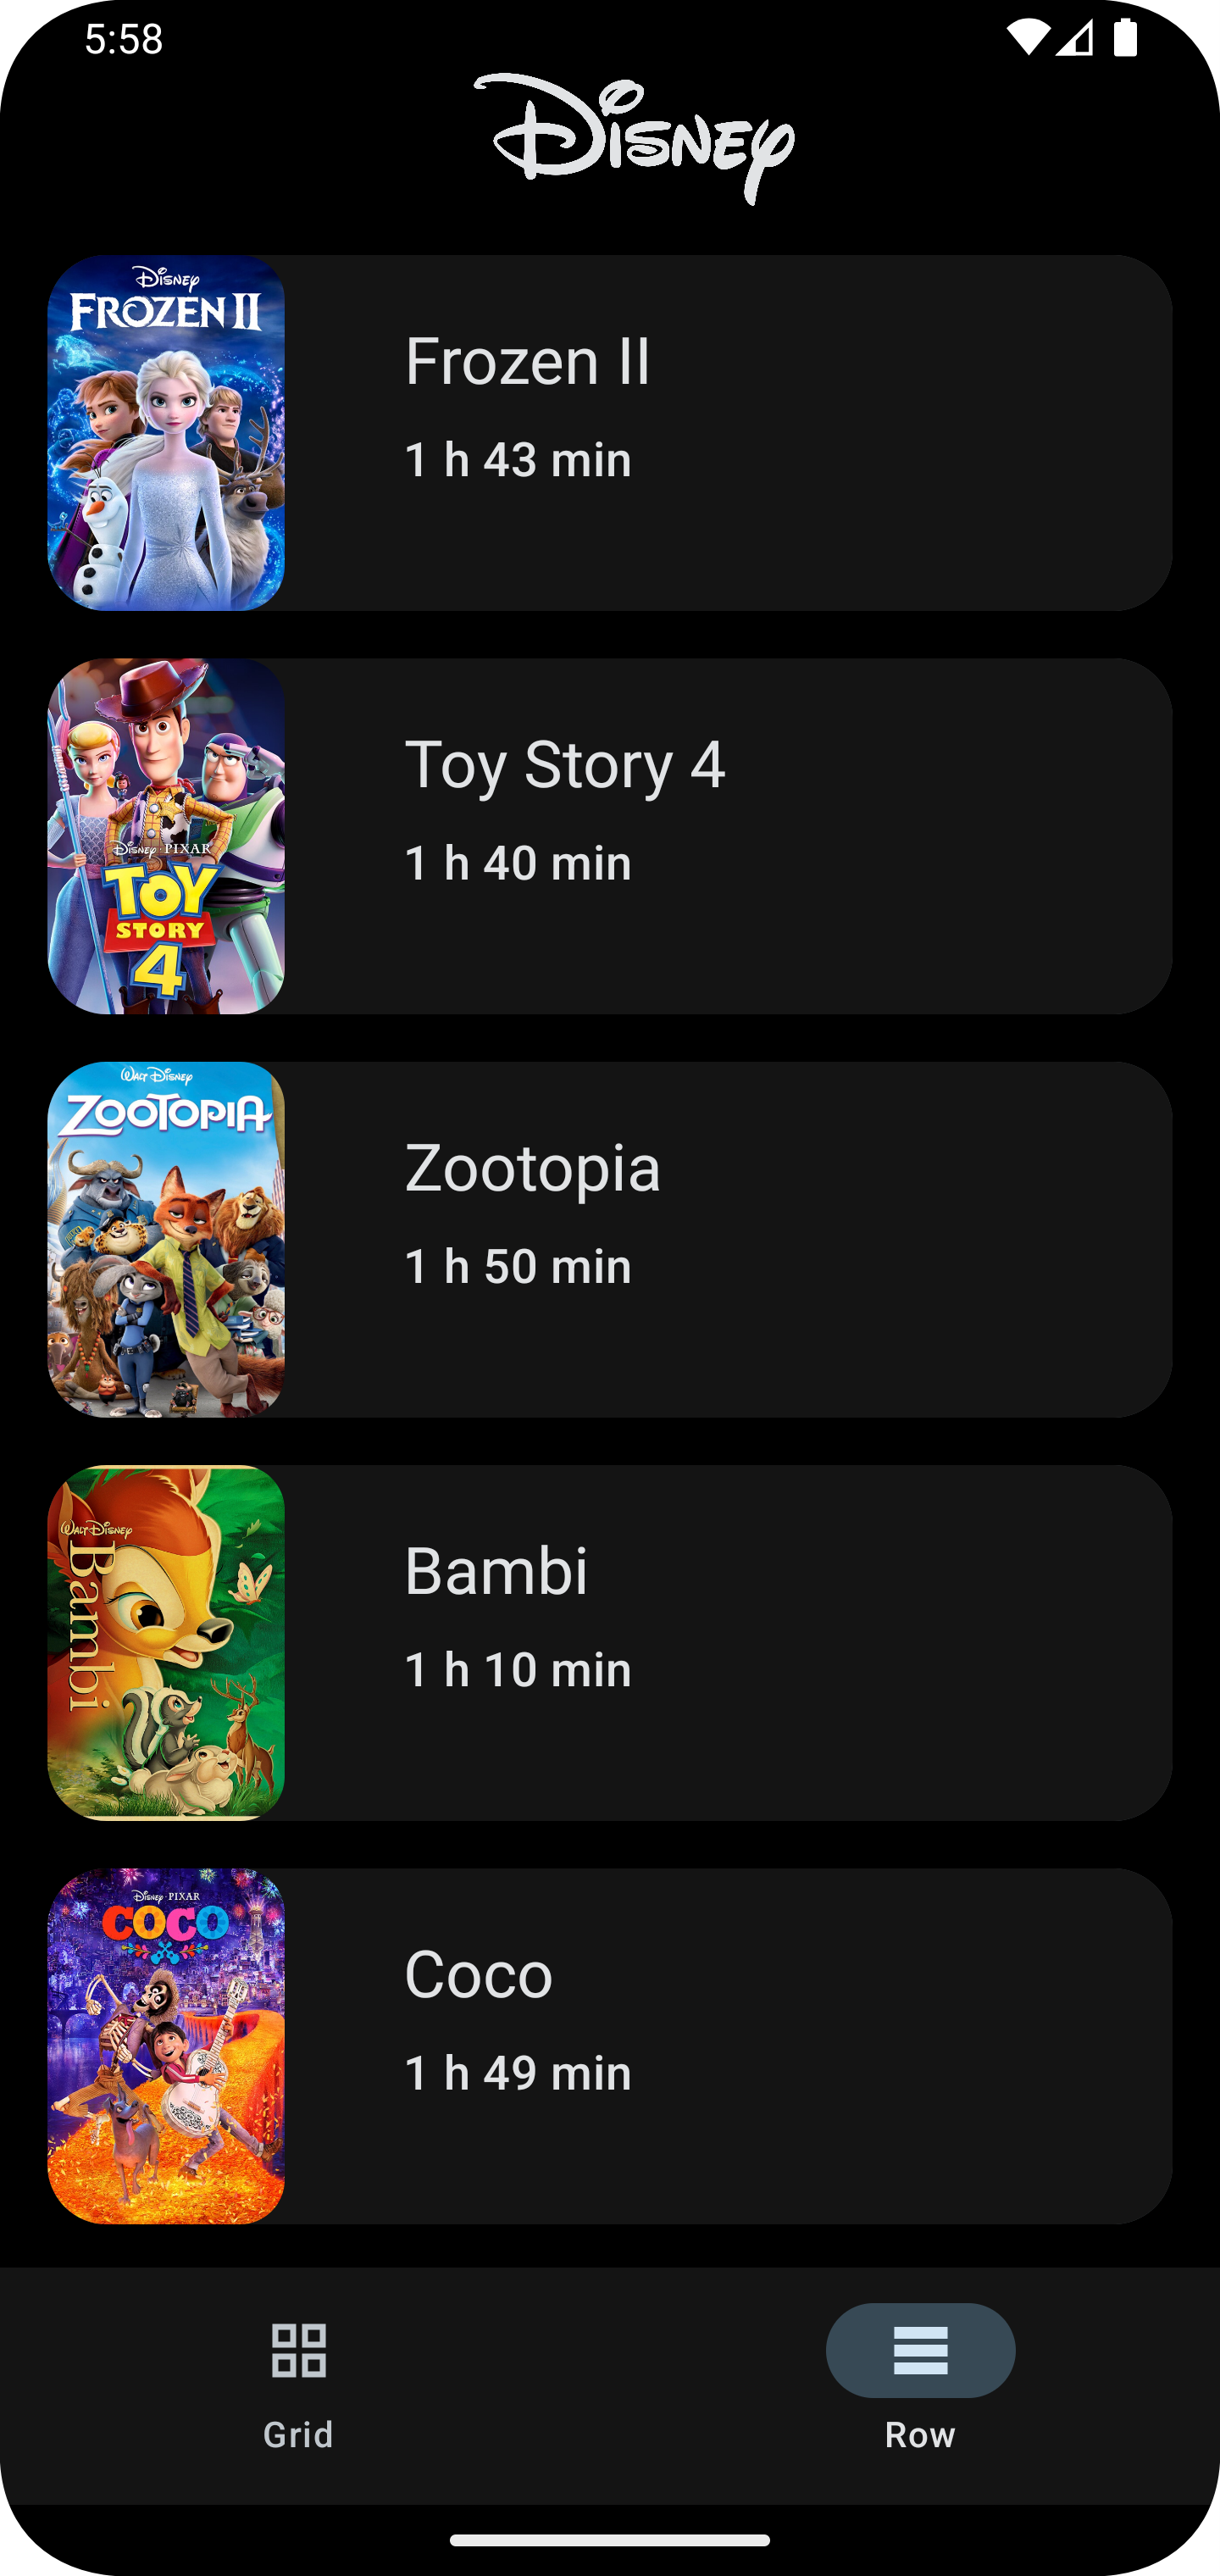 5:58
Disney
Disney
FROZEN II
Frozen II
1 h 43 min
Disney · PIXAR
TOY
STORY
4
Toy Story 4
1 h 40 min
WALT DISNEY
ZOOTOPIA
Zootopia
1 h 50 min
WALT DISNEY
Bambi
Bambi
1 h 10 min
Disney · PIXAR
COCO
Coco
1 h 49 min
Grid
Row